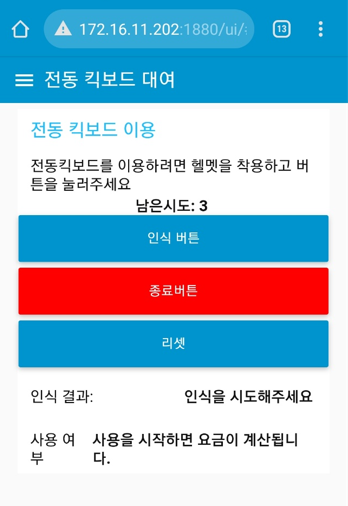 172.16.11.202:1880/ui/
13
전동 킥보드 대여
전동 킥보드 이용
전동킥보드를 이용하려면 헬멧을 착용하고 버
튼을 눌러주세요
남은시도: 3
인식 버튼
종료버튼
리셋
인식 결과: 인식을 시도해주세요
사용 여 사용을 시작하면 요금이 계산됩니
부 다.